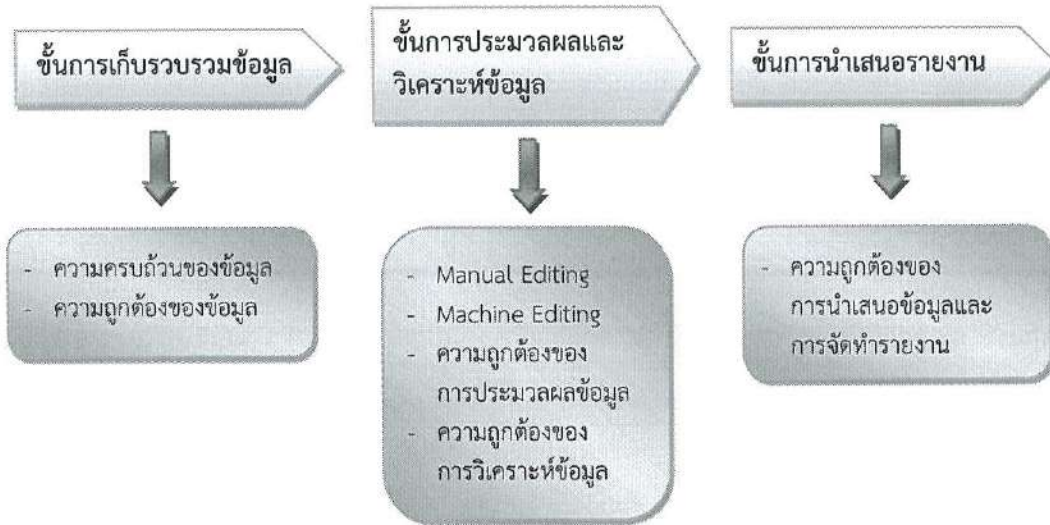 ขั้นการเก็บรวบรวมข้อมูล
ขั้นการประมวลผลและ
วิเคราะห์ข้อมูล
ขั้นการนำเสนอรายงาน
- ความครบถ้วนของข้อมูล
- ความถูกต้องของข้อมูล
- Manual Editing
- Machine Editing
- ความถูกต้องของ
การประมวลผลข้อมูล
- ความถูกต้องของ
การวิเคราะห์ข้อมูล
- ความถูกต้องของ
การนำเสนอข้อมูลและ
การจัดทำรายงาน